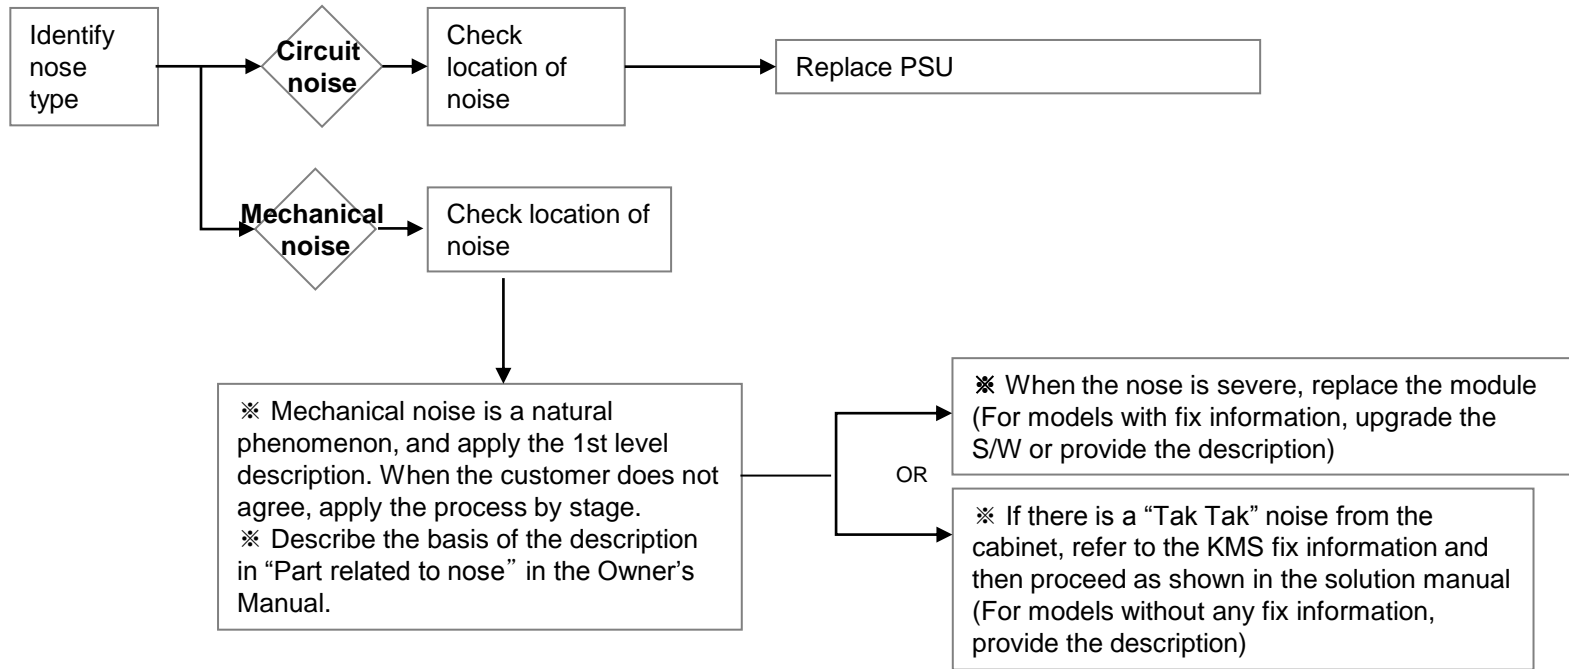 Identify
nose
type
Circuit
noise
Check
location of
noise
Replace PSU
Mechanical
noise
Check location of
noise
※ Mechanical noise is a natural
phenomenon, and apply the 1st level
description. When the customer does not
agree, apply the process by stage.
※ Describe the basis of the description
in “Part related to nose” in the Owner’s
Manual.
OR
※ When the nose is severe, replace the module
(For models with fix information, upgrade the
S/W or provide the description)
※ If there is a “Tak Tak” noise from the
cabinet, refer to the KMS fix information and
then proceed as shown in the solution manual
(For models without any fix information,
provide the description)